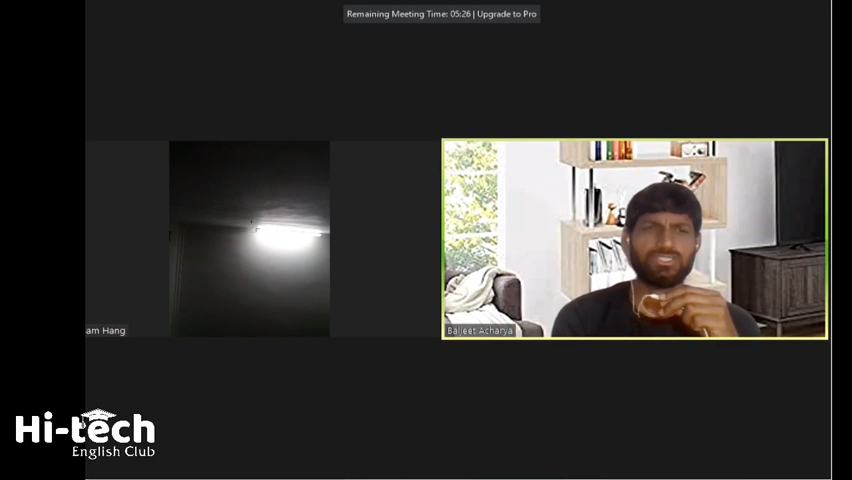 Remaining Meeting Time: 05:26 | Upgrade to Pro
am Hang
Baljeet Acharya
Hi-tech
English Club